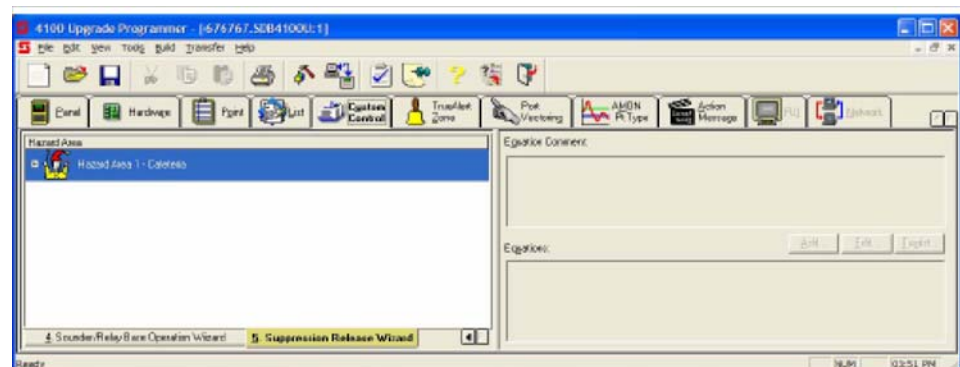 4100 Upgrade Programmer - [-676767.SDB4100U:1]
File Edit View Tools Build Transfer Help
Panel Hardware Point List Custom Control TrueAlert Zone Port Vectoring AMON Pt Type Action Message RU Network
Hazard Area
Hazard Area 1 - Cafeteria
Equation Comment:
Add... Edit... Expert...
Equations:
4. Sounder/Relay Base Operation Wizard 5. Suppression Release Wizard
Ready NUM 03:51 PM